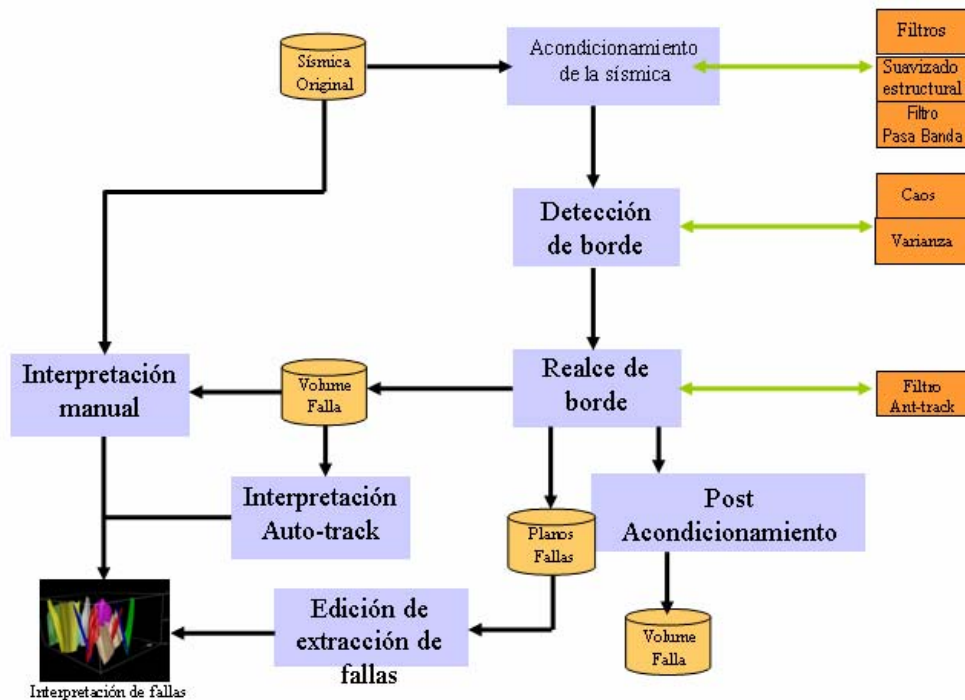 Sísmica
Original
Acondicionamiento
de la sísmica
Filtros
Suavizado
estructural
Filtro
Pasa Banda
Detección
de borde
Caos
Varianza
Interpretación
manual
Volume
Falla
Realce de
borde
Filtro
Ant-track
Interpretación
Auto-track
Planos
Fallas
Post
Acondicionamiento
Edición de
extracción de
fallas
Volume
Falla
Interpretación de fallas